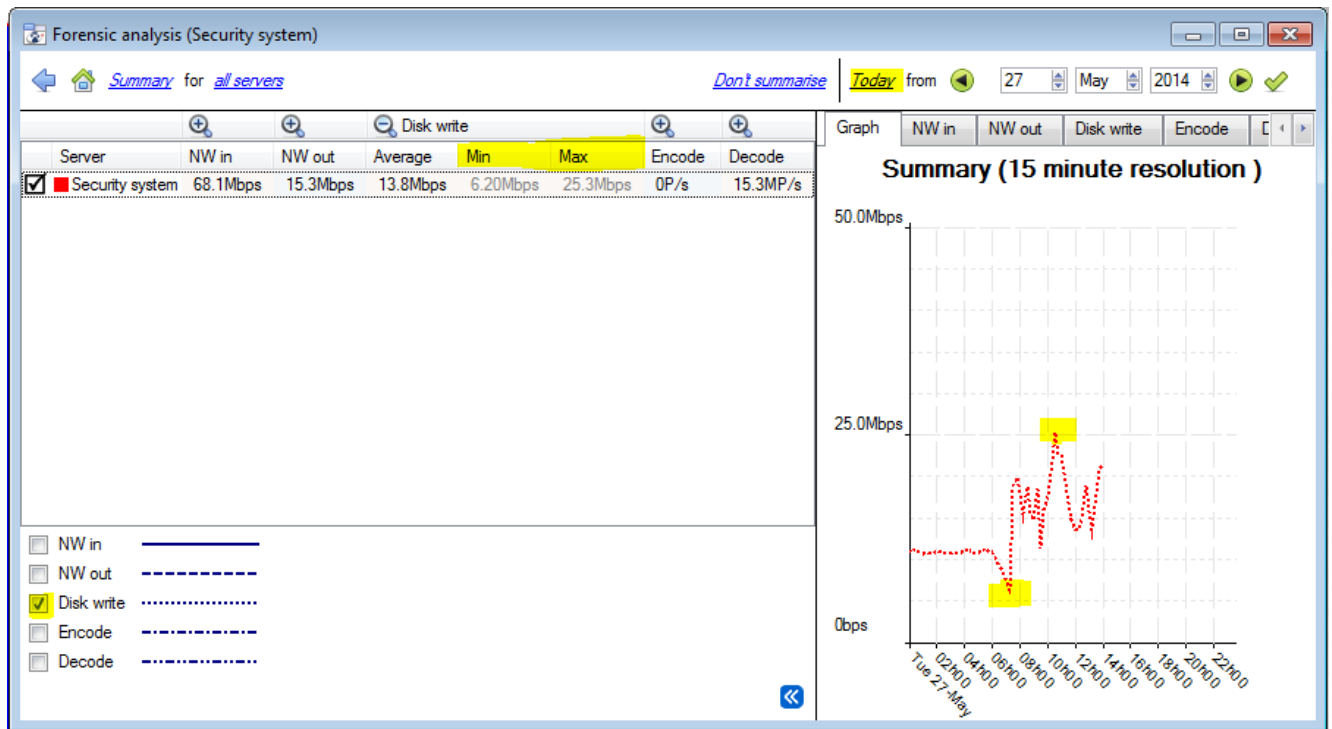 Forensic analysis (Security system)
Summary for all servers Don't summarise Today from 27 May 2014
Disk write
Server NW in NW out Average Min Max Encode Decode
Security system 68.1Mbps 15.3Mbps 13.8Mbps 6.20Mbps 25.3Mbps 0P/s 15.3MP/s
NW in
NW out
Disk write
Encode
Decode
Graph NW in NW out Disk write Encode
Summary (15 minute resolution )
50.0Mbps
25.0Mbps
0bps
Tue 27-May 02h00 04h00 06h00 08h00 10h00 12h00 14h00 16h00 18h00 20h00 22h00